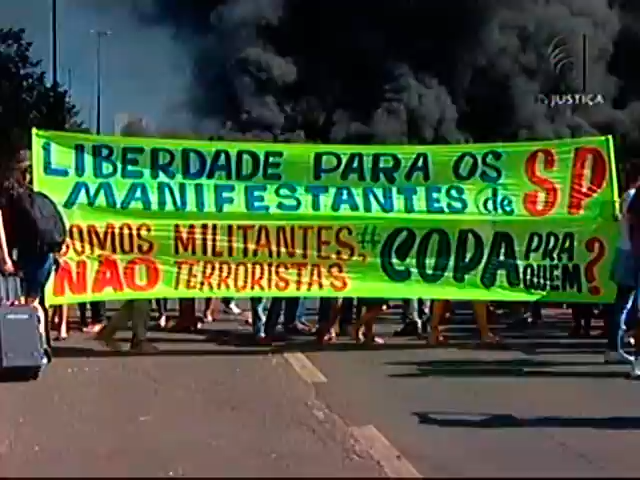 JUSTIÇA
LIBERDADE PARA OS
MANIFESTANTES de SP
SOMOS MILITANTES,
NÃO TERRORISTAS
#COPA PRA QUEM?